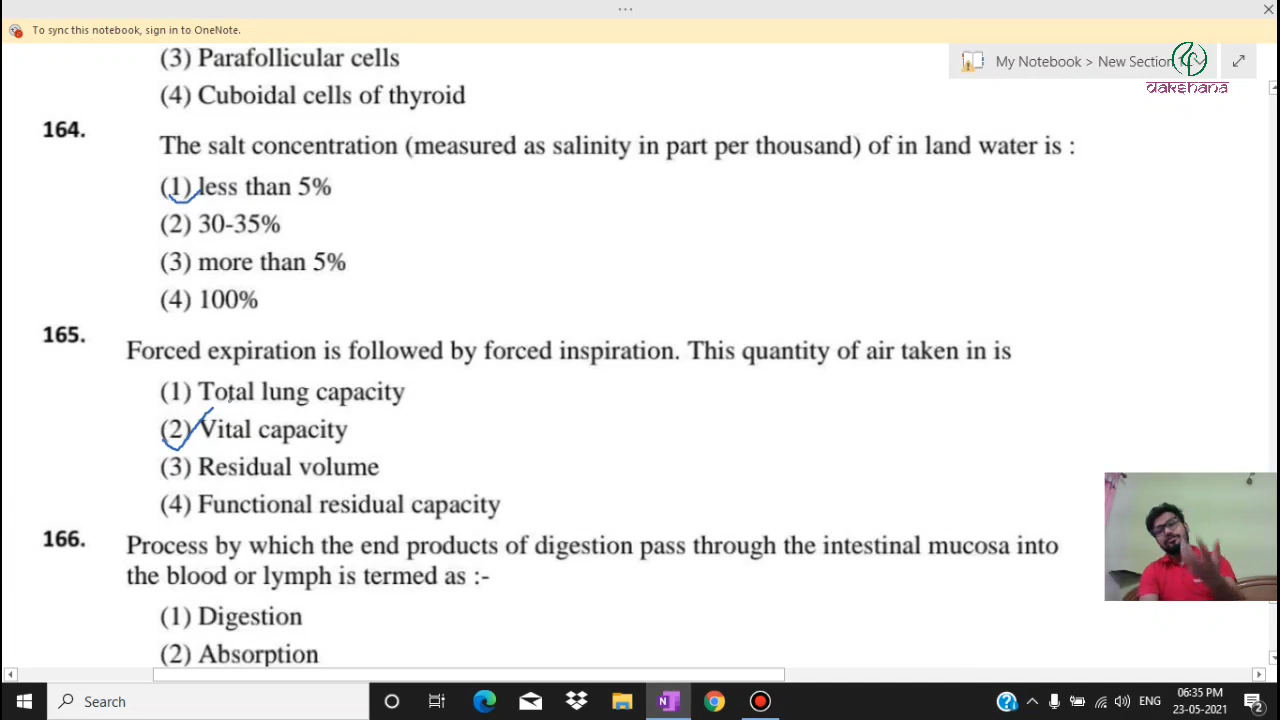 To sync this notebook, sign in to OneNote.
(3) Parafollicular cells
My Notebook > New Section 1
dakshana
(4) Cuboidal cells of thyroid
164.
The salt concentration (measured as salinity in part per thousand) of in land water is :
(1) less than 5%
(2) 30-35%
(3) more than 5%
(4) 100%
165.
Forced expiration is followed by forced inspiration. This quantity of air taken in is
(1) Total lung capacity
(2) Vital capacity
(3) Residual volume
(4) Functional residual capacity
166.
Process by which the end products of digestion pass through the intestinal mucosa into
the blood or lymph is termed as :-
(1) Digestion
(2) Absorption
Search
ENG
06:35 PM
23-05-2021
2